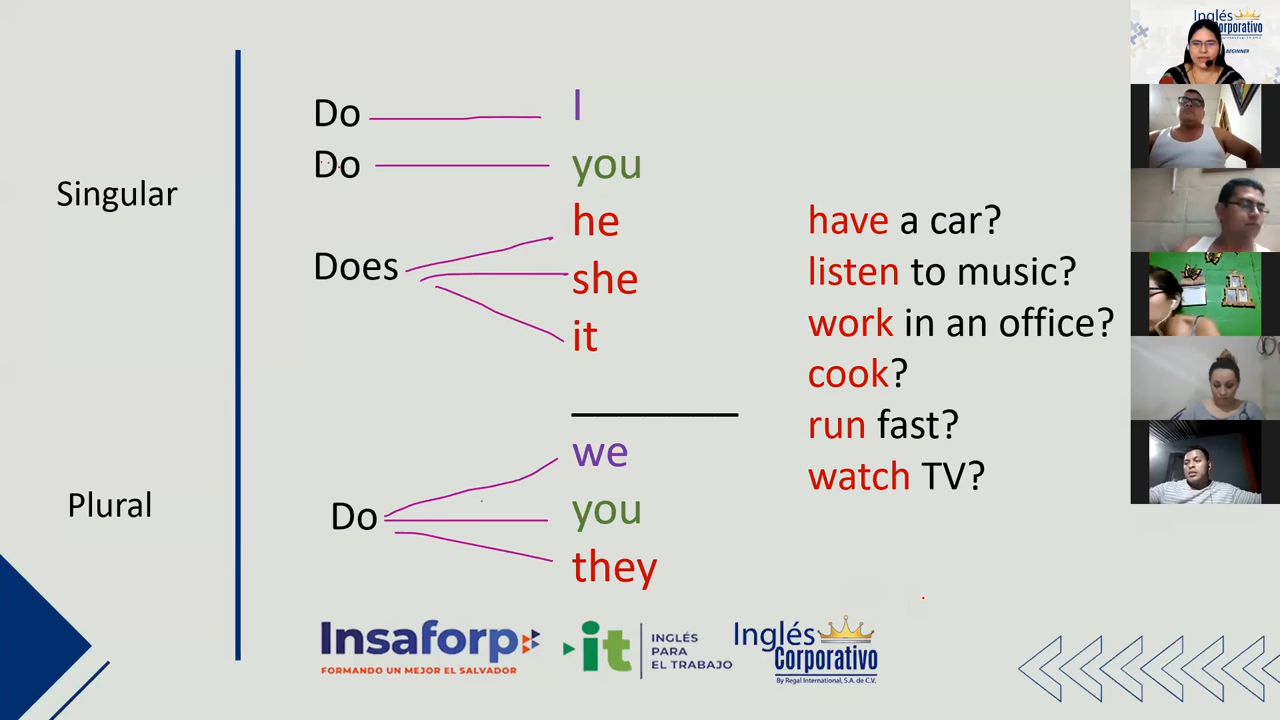 Singular
Do
Do
Does
I
you
he
she
it
Plural
Do
we
you
they
have a car?
listen to music?
work in an office?
cook?
run fast?
watch TV?
Insaforp
FORMANDO UN MEJOR EL SALVADOR
it
INGLÉS
PARA
EL TRABAJO
Inglés
Corporativo
By Regal International, S.A. de C.V.
Inglés
Corporativo
BEGINNER